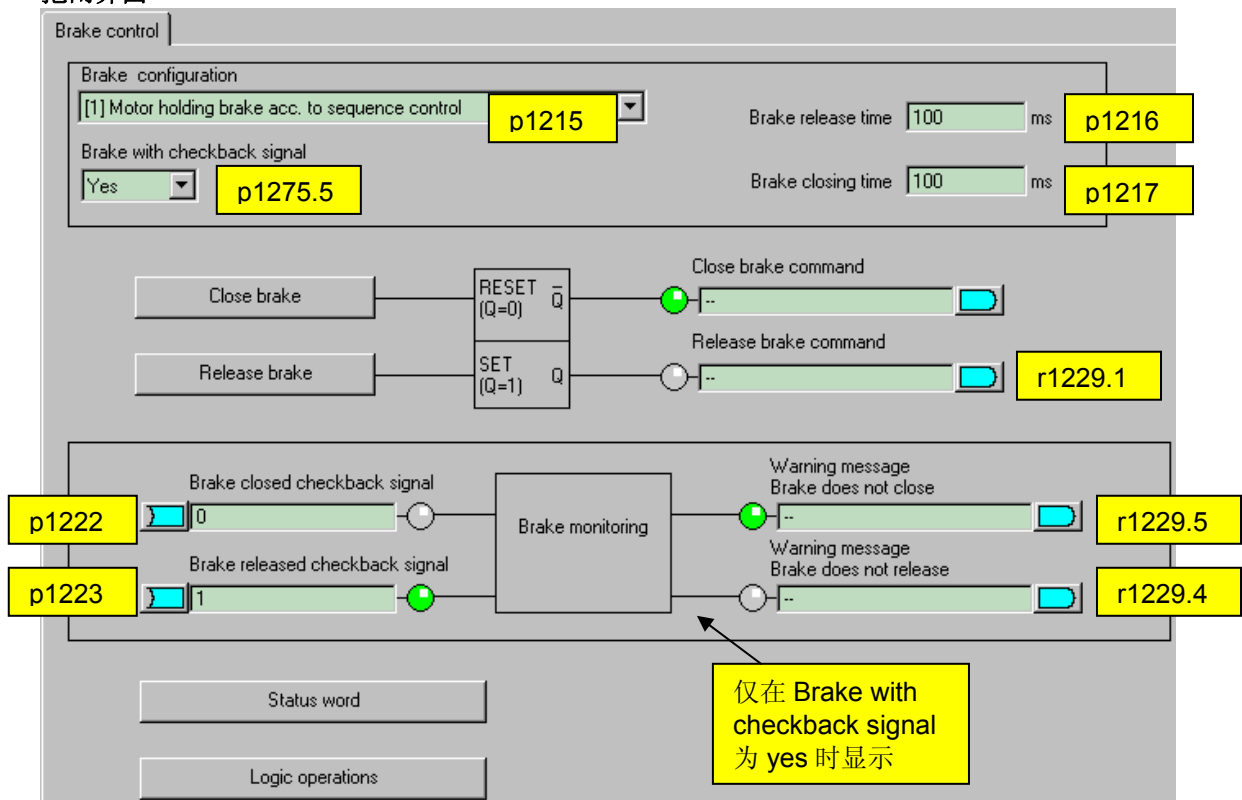 Brake control
Brake configuration
[1] Motor holding brake acc. to sequence control
p1215
Brake release time 100 ms
p1216
Brake with checkback signal
Yes
p1275.5
Brake closing time 100 ms
p1217
Close brake
RESET
(Q=0)
Q̅
Close brake command
--
Release brake
SET
(Q=1)
Q
Release brake command
--
r1229.1
Brake closed checkback signal
p1222
0
Brake monitoring
Warning message
Brake does not close
--
r1229.5
Brake released checkback signal
p1223
1
Warning message
Brake does not release
--
r1229.4
仅在 Brake with
checkback signal
为 yes 时显示
Status word
Logic operations